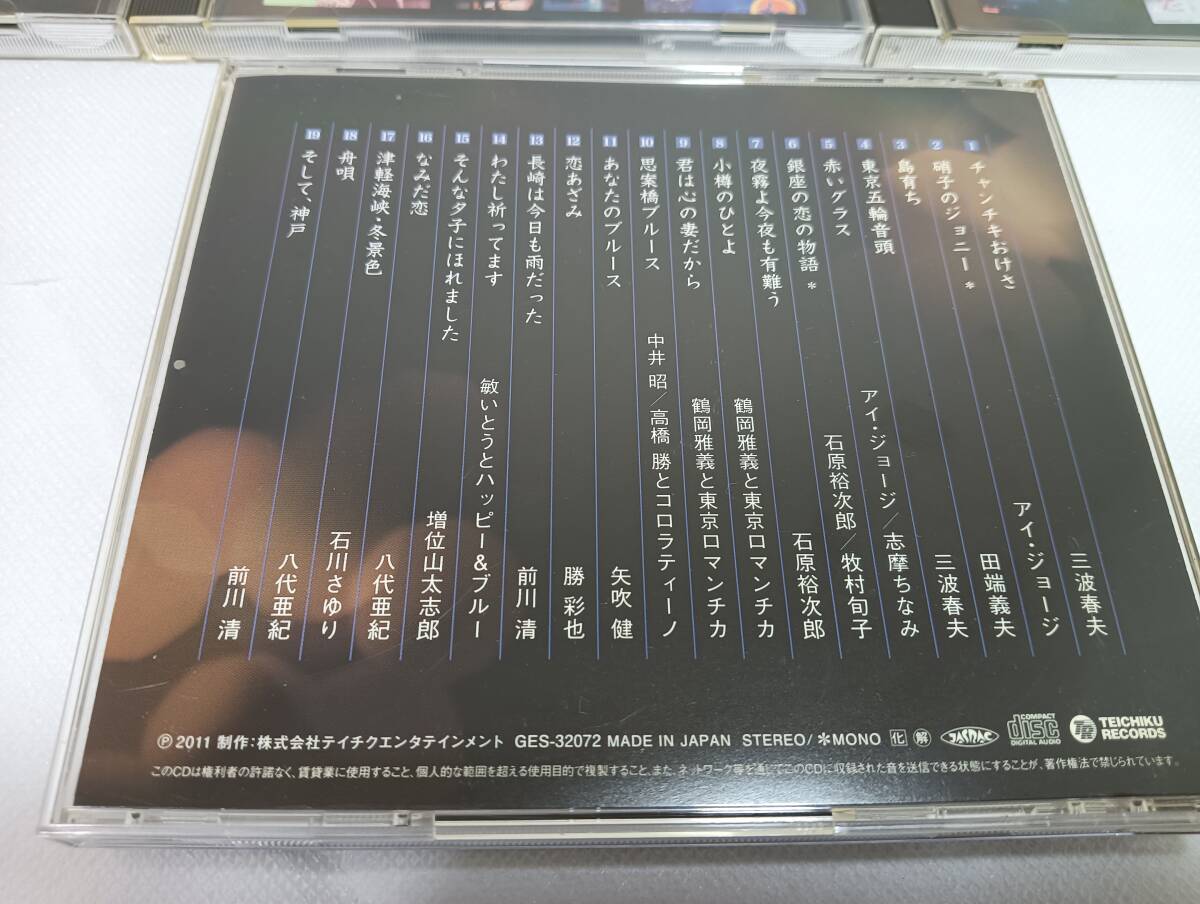 1 チャンチキおけさ 三波春夫
2 硝子のジョニー * アイ・ジョージ
3 島育ち 田端義夫
4 東京五輪音頭 三波春夫
5 赤いグラス アイ・ジョージ/志摩ちなみ
6 銀座の恋の物語 * 石原裕次郎/牧村旬子
7 夜霧よ今夜も有難う 石原裕次郎
8 小樽のひとよ 鶴岡雅義と東京ロマンチカ
9 君は心の妻だから 鶴岡雅義と東京ロマンチカ
10 思案橋ブルース 中井 昭/高橋 勝とコロラティーノ
11 あなたのブルース 矢吹 健
12 恋あざみ 勝 彩也
13 長崎は今日も雨だった 前川 清
14 わたし祈ってます 敏いとうとハッピー&ブルー
15 そんな夕子にほれました 増位山太志郎
16 なみだ恋 八代亜紀
17 津軽海峡・冬景色 石川さゆり
18 舟唄 八代亜紀
19 そして、神戸 前川 清
Ⓟ2011 制作:株式会社テイチクエンタテインメント GES-32072 MADE IN JAPAN STEREO/*MONO 化 解 JASRAC COMPACT disc DIGITAL AUDIO TEICHIKU RECORDS
このCDは権利者の許諾なく、賃貸業に使用すること、個人的な範囲を超える使用目的で複製すること、また、ネットワーク等を通じてこのCDに収録された音を送信できる状態にすることが、著作権法で禁じられています。